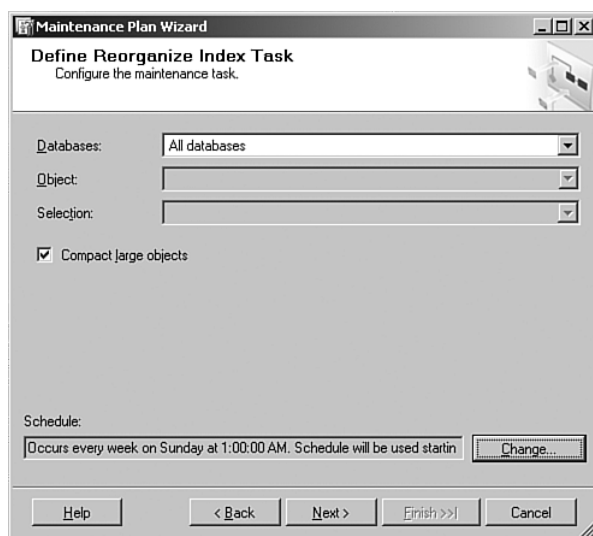 Maintenance Plan Wizard
Define Reorganize Index Task
Configure the maintenance task.
Databases: All databases
Object:
Selection:
Compact large objects
Schedule:
Occurs every week on Sunday at 1:00:00 AM. Schedule will be used startin Change...
Help < Back Next > Finish >>| Cancel